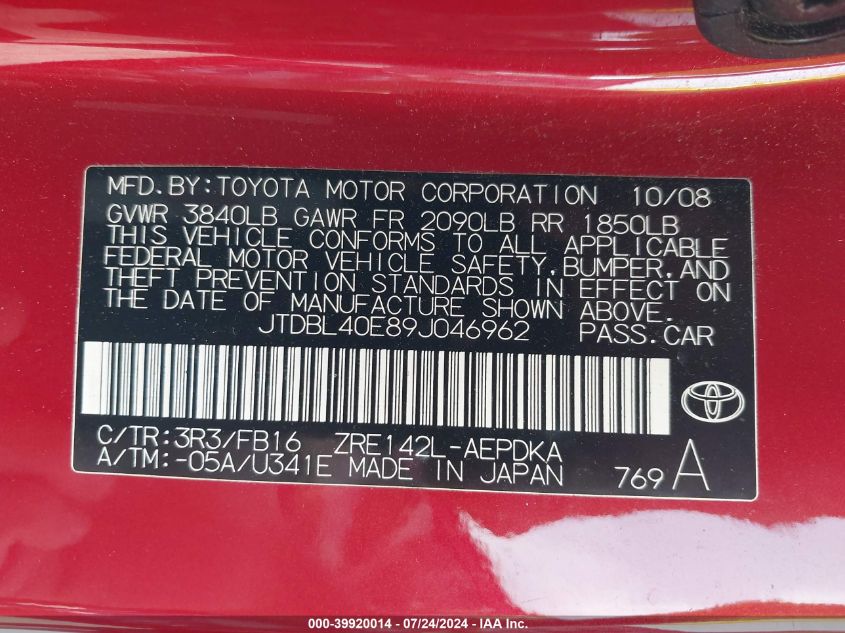 MFD.BY:TOYOTA MOTOR CORPORATION 10/08
GVWR 3840LB GAWR FR 2090LB RR 1850LB
THIS VEHICLE CONFORMS TO ALL APPLICABLE
FEDERAL MOTOR VEHICLE SAFETY,BUMPER,AND
THEFT PREVENTION STANDARDS IN EFFECT ON
THE DATE OF MANUFACTURE SHOWN ABOVE.
JTDBL40E89J046962 PASS.CAR
C/TR:3R3/FB16 ZRE142L-AEPDKA
A/TM:-05A/U341E MADE IN JAPAN 769 A
000-39920014 - 07/24/2024 - IAA Inc.